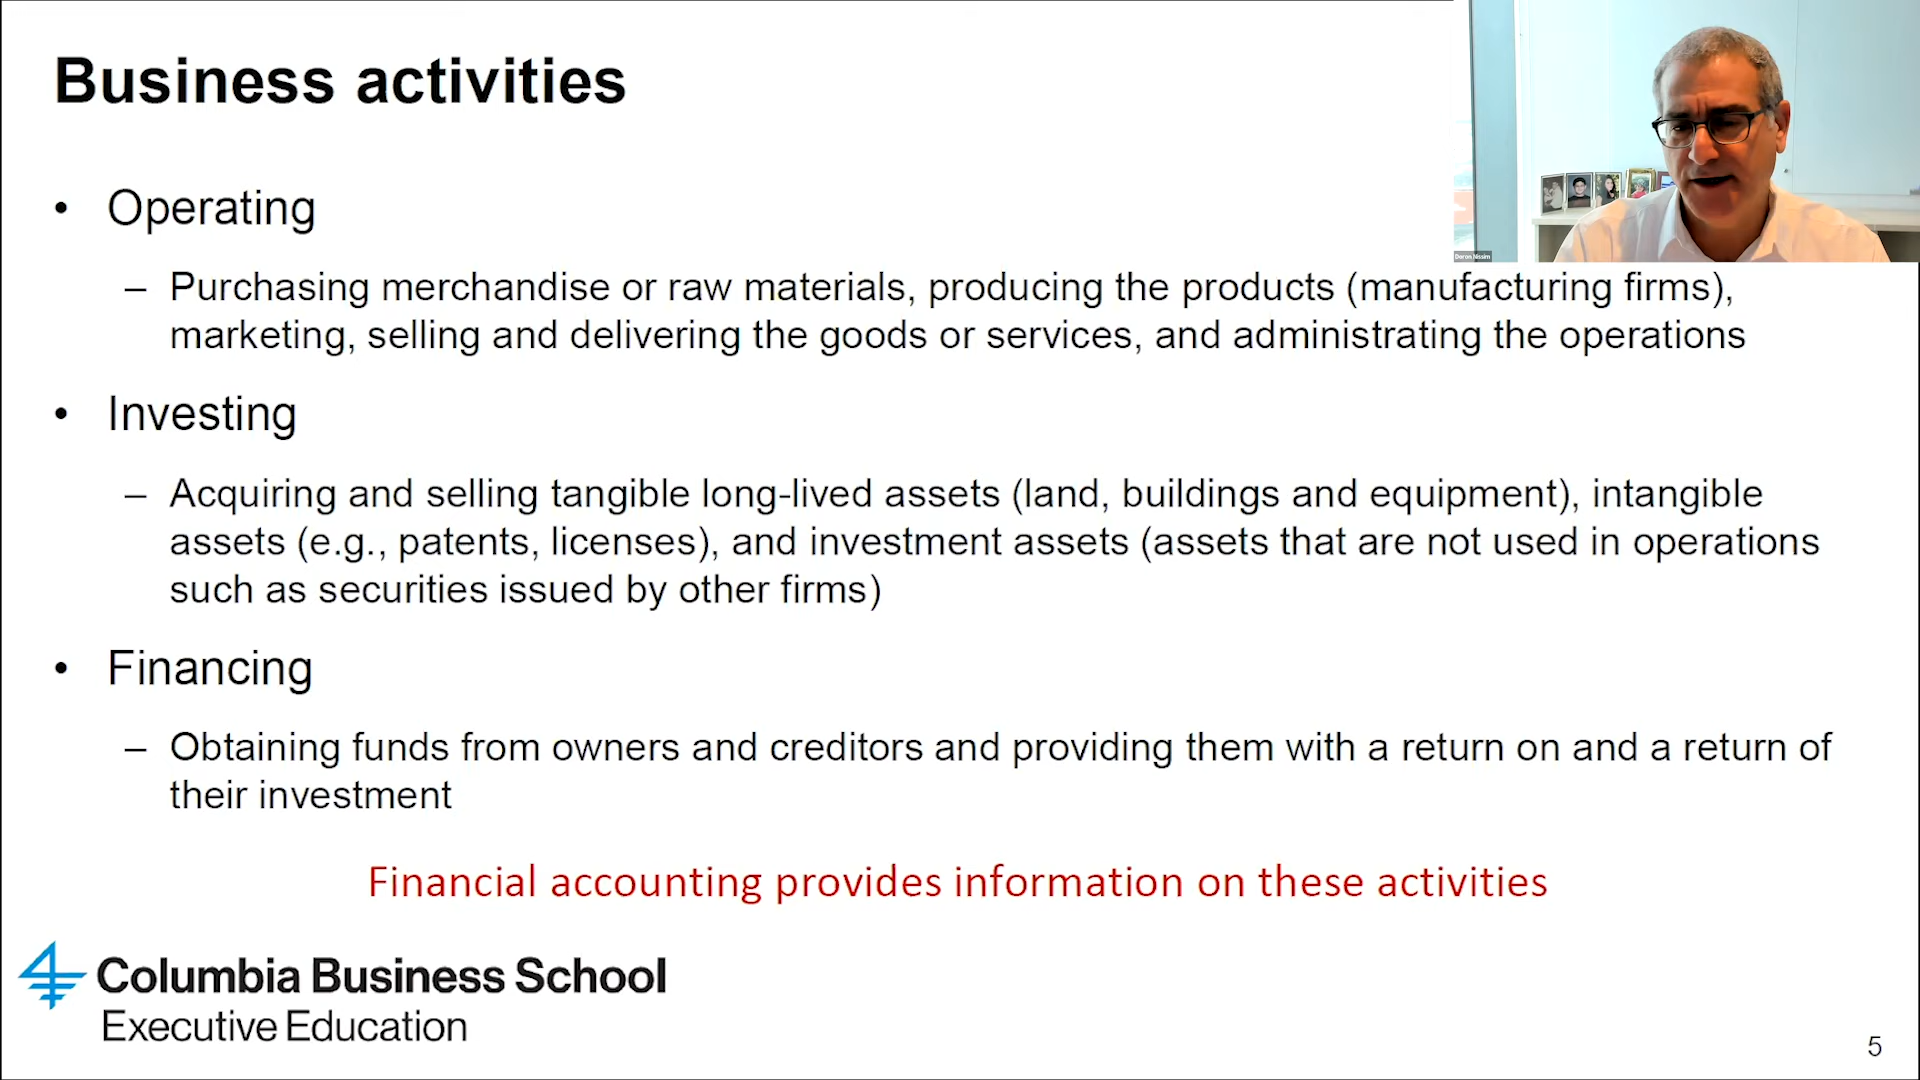 Business activities
Doron Nissim
• Operating
– Purchasing merchandise or raw materials, producing the products (manufacturing firms),
marketing, selling and delivering the goods or services, and administrating the operations
• Investing
– Acquiring and selling tangible long-lived assets (land, buildings and equipment), intangible
assets (e.g., patents, licenses), and investment assets (assets that are not used in operations
such as securities issued by other firms)
• Financing
– Obtaining funds from owners and creditors and providing them with a return on and a return of
their investment
Financial accounting provides information on these activities
Columbia Business School
Executive Education
5